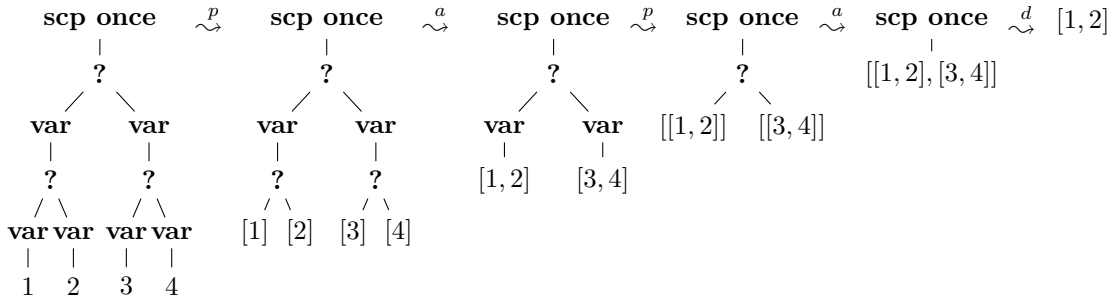 scp once ⤳p scp once ⤳a scp once ⤳p scp once ⤳a scp once ⤳d [1, 2]
? ? ? ? [[1, 2], [3, 4]]
var var var var var var [[1, 2]] [[3, 4]]
? ? ? ? [1, 2] [3, 4]
var var var var [1] [2] [3] [4]
1 2 3 4